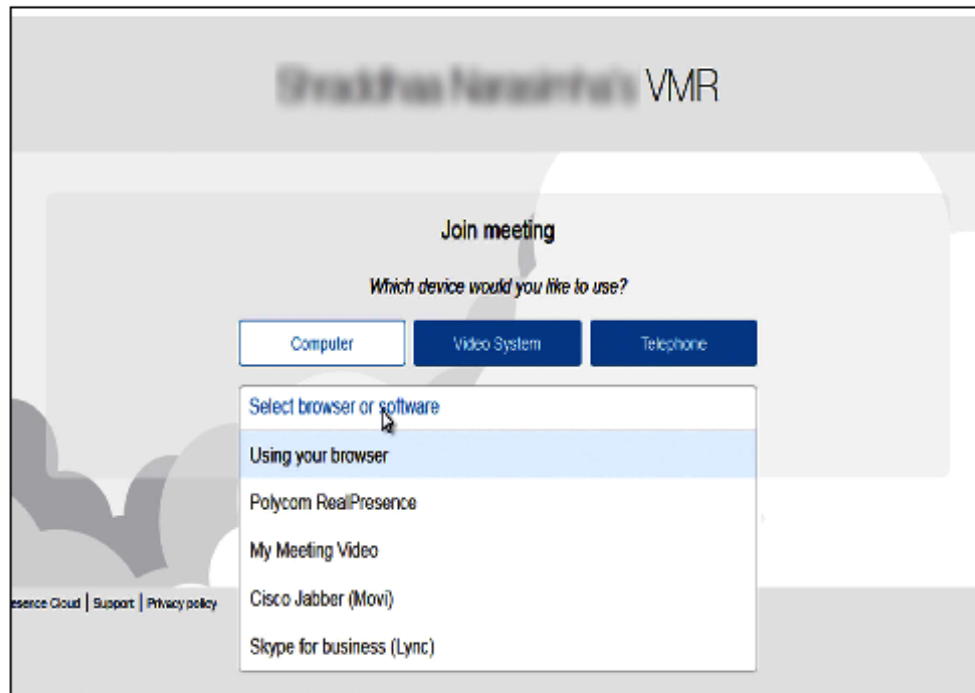 VMR
Join meeting
Which device would you like to use?
Computer Video System Telephone
Select browser or software
Using your browser
Polycom RealPresence
My Meeting Video
Cisco Jabber (Movi)
Skype for business (Lync)
esence Cloud | Support | Privacy policy